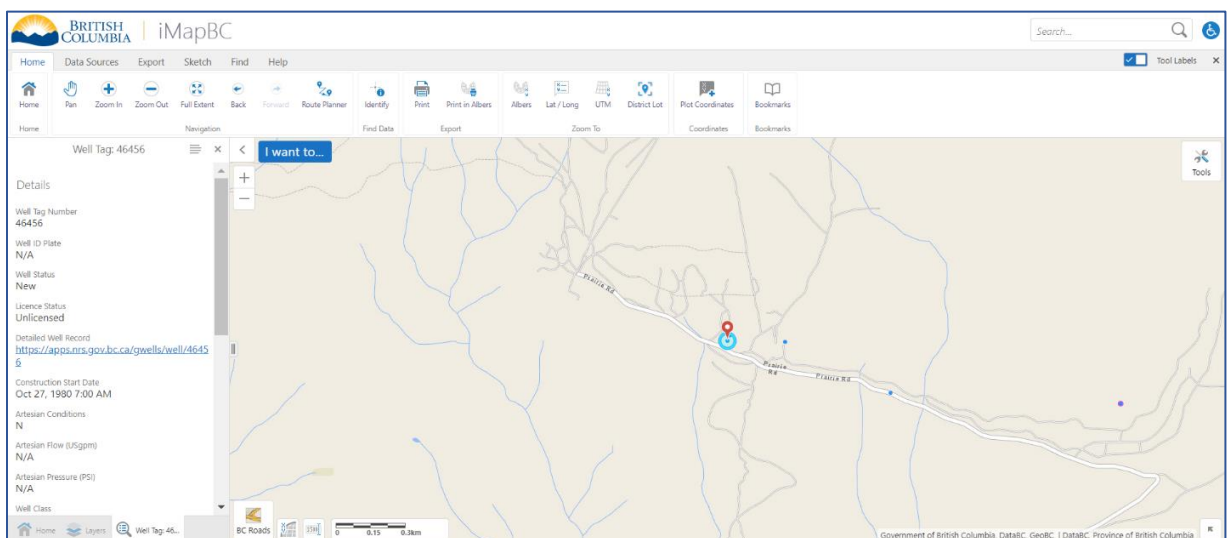 BRITISH COLUMBIA
iMapBC
Search...
Home Data Sources Export Sketch Find Help
Tool Labels
Home Pan Zoom In Zoom Out Full Extent Back Forward Route Planner Identify Print Print in Albers Albers Lat / Long UTM District Lot Plot Coordinates Bookmarks
Home Navigation Find Data Export Zoom To Coordinates Bookmarks
Well Tag: 46456
I want to...
Tools
Details
Well Tag Number
46456
Well ID Plate
N/A
Well Status
New
Licence Status
Unlicensed
Detailed Well Record
https://apps.nrs.gov.bc.ca/gwells/well/4645
6
Construction Start Date
Oct 27, 1980 7:00 AM
Artesian Conditions
N
Artesian Flow (USgpm)
N/A
Artesian Pressure (PSI)
N/A
Well Class
Prairie Rd
Prairie Rd
Prairie Rd
Home Layers Well Tag: 46...
BC Roads
0 0.15 0.3km
Government of British Columbia, DataBC, GeoBC | DataBC, Province of British Columbia